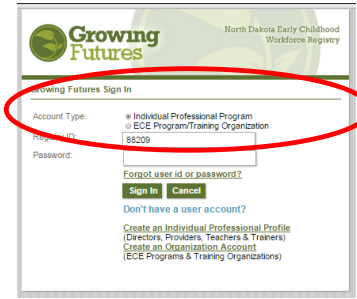 Growing
Futures
North Dakota Early Childhood
Workforce Registry
Growing Futures Sign In
Account Type:
Individual Professional Program
ECE Program/Training Organization
Registry ID:
88209
Password:
Forgot user id or password?
Sign In Cancel
Don't have a user account?
Create an Individual Professional Profile
(Directors, Providers, Teachers & Trainers)
Create an Organization Account
(ECE Programs & Training Organizations)